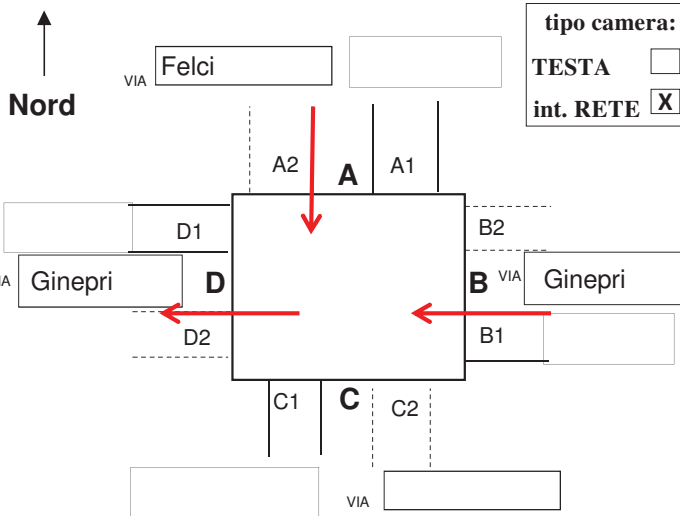 tipo camera:
TESTA
int. RETE X
Nord
VIA Felci
A2 A A1
D1 B2
VIA Ginepri D B VIA Ginepri
D2 B1
C1 C C2
VIA